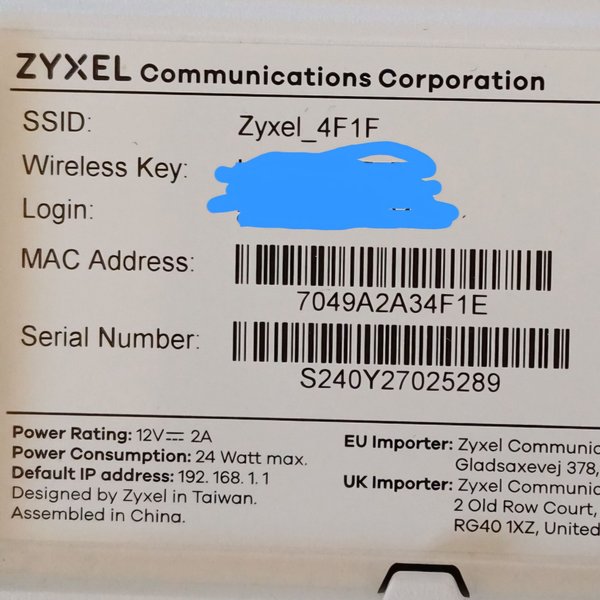 ZYXEL Communications Corporation
SSID: Zyxel_4F1F
Wireless Key:
Login:
MAC Address:
7049A2A34F1E
Serial Number:
S240Y27025289
Power Rating: 12V⎓ 2A
Power Consumption: 24 Watt max.
Default IP address: 192.168.1.1
Designed by Zyxel in Taiwan.
Assembled in China.
EU Importer: Zyxel Communic
Gladsaxevej 378,
UK Importer: Zyxel Communic
2 Old Row Court,
RG40 1XZ, United